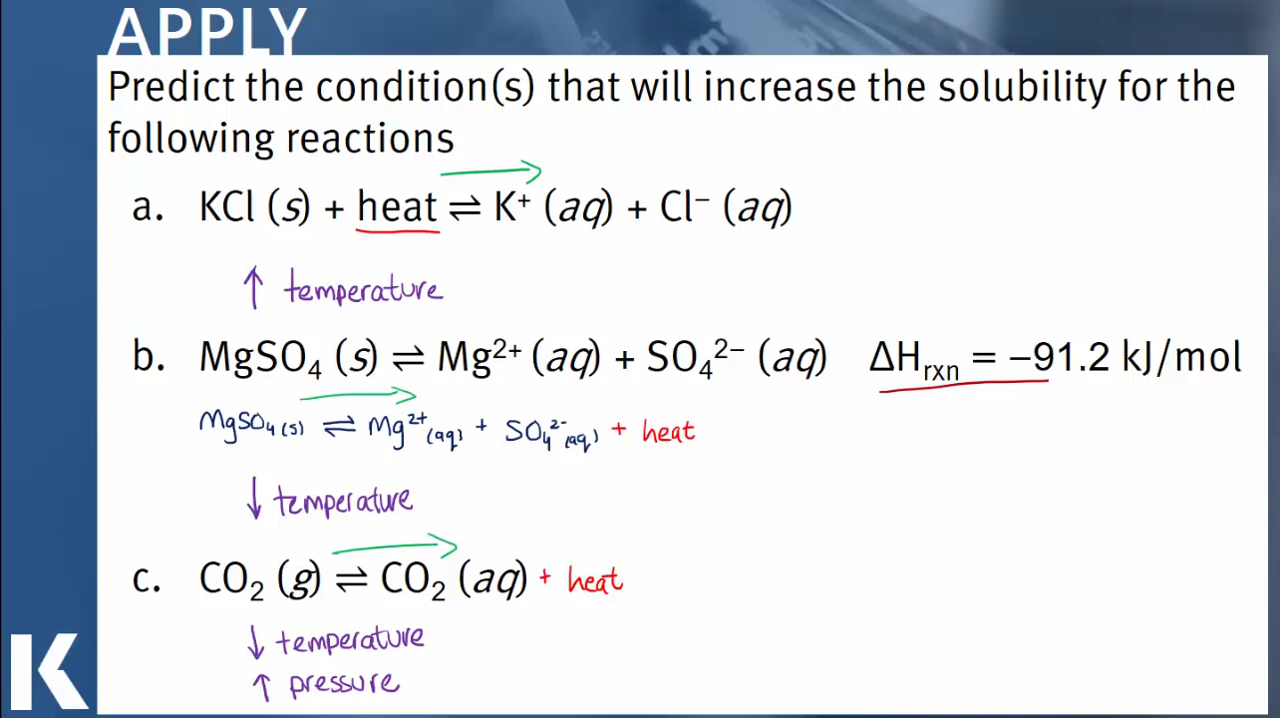 APPLY
Predict the condition(s) that will increase the solubility for the
following reactions
a. KCl (s) + heat ⇌ K⁺ (aq) + Cl⁻ (aq)
↑ temperature
b. MgSO₄ (s) ⇌ Mg²⁺ (aq) + SO₄²⁻ (aq) ΔHrxn = −91.2 kJ/mol
MgSO₄ (s) ⇌ Mg²⁺ (aq) + SO₄²⁻ (aq) + heat
↓ temperature
c. CO₂ (g) ⇌ CO₂ (aq) + heat
↓ temperature
↑ pressure
K